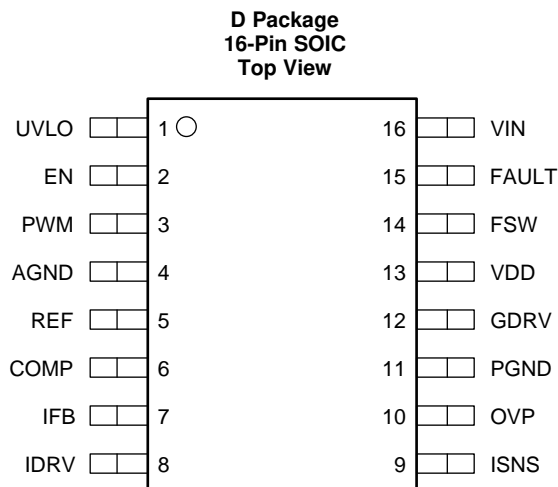 D Package
16-Pin SOIC
Top View
UVLO 1 16 VIN
EN 2 15 FAULT
PWM 3 14 FSW
AGND 4 13 VDD
REF 5 12 GDRV
COMP 6 11 PGND
IFB 7 10 OVP
IDRV 8 9 ISNS